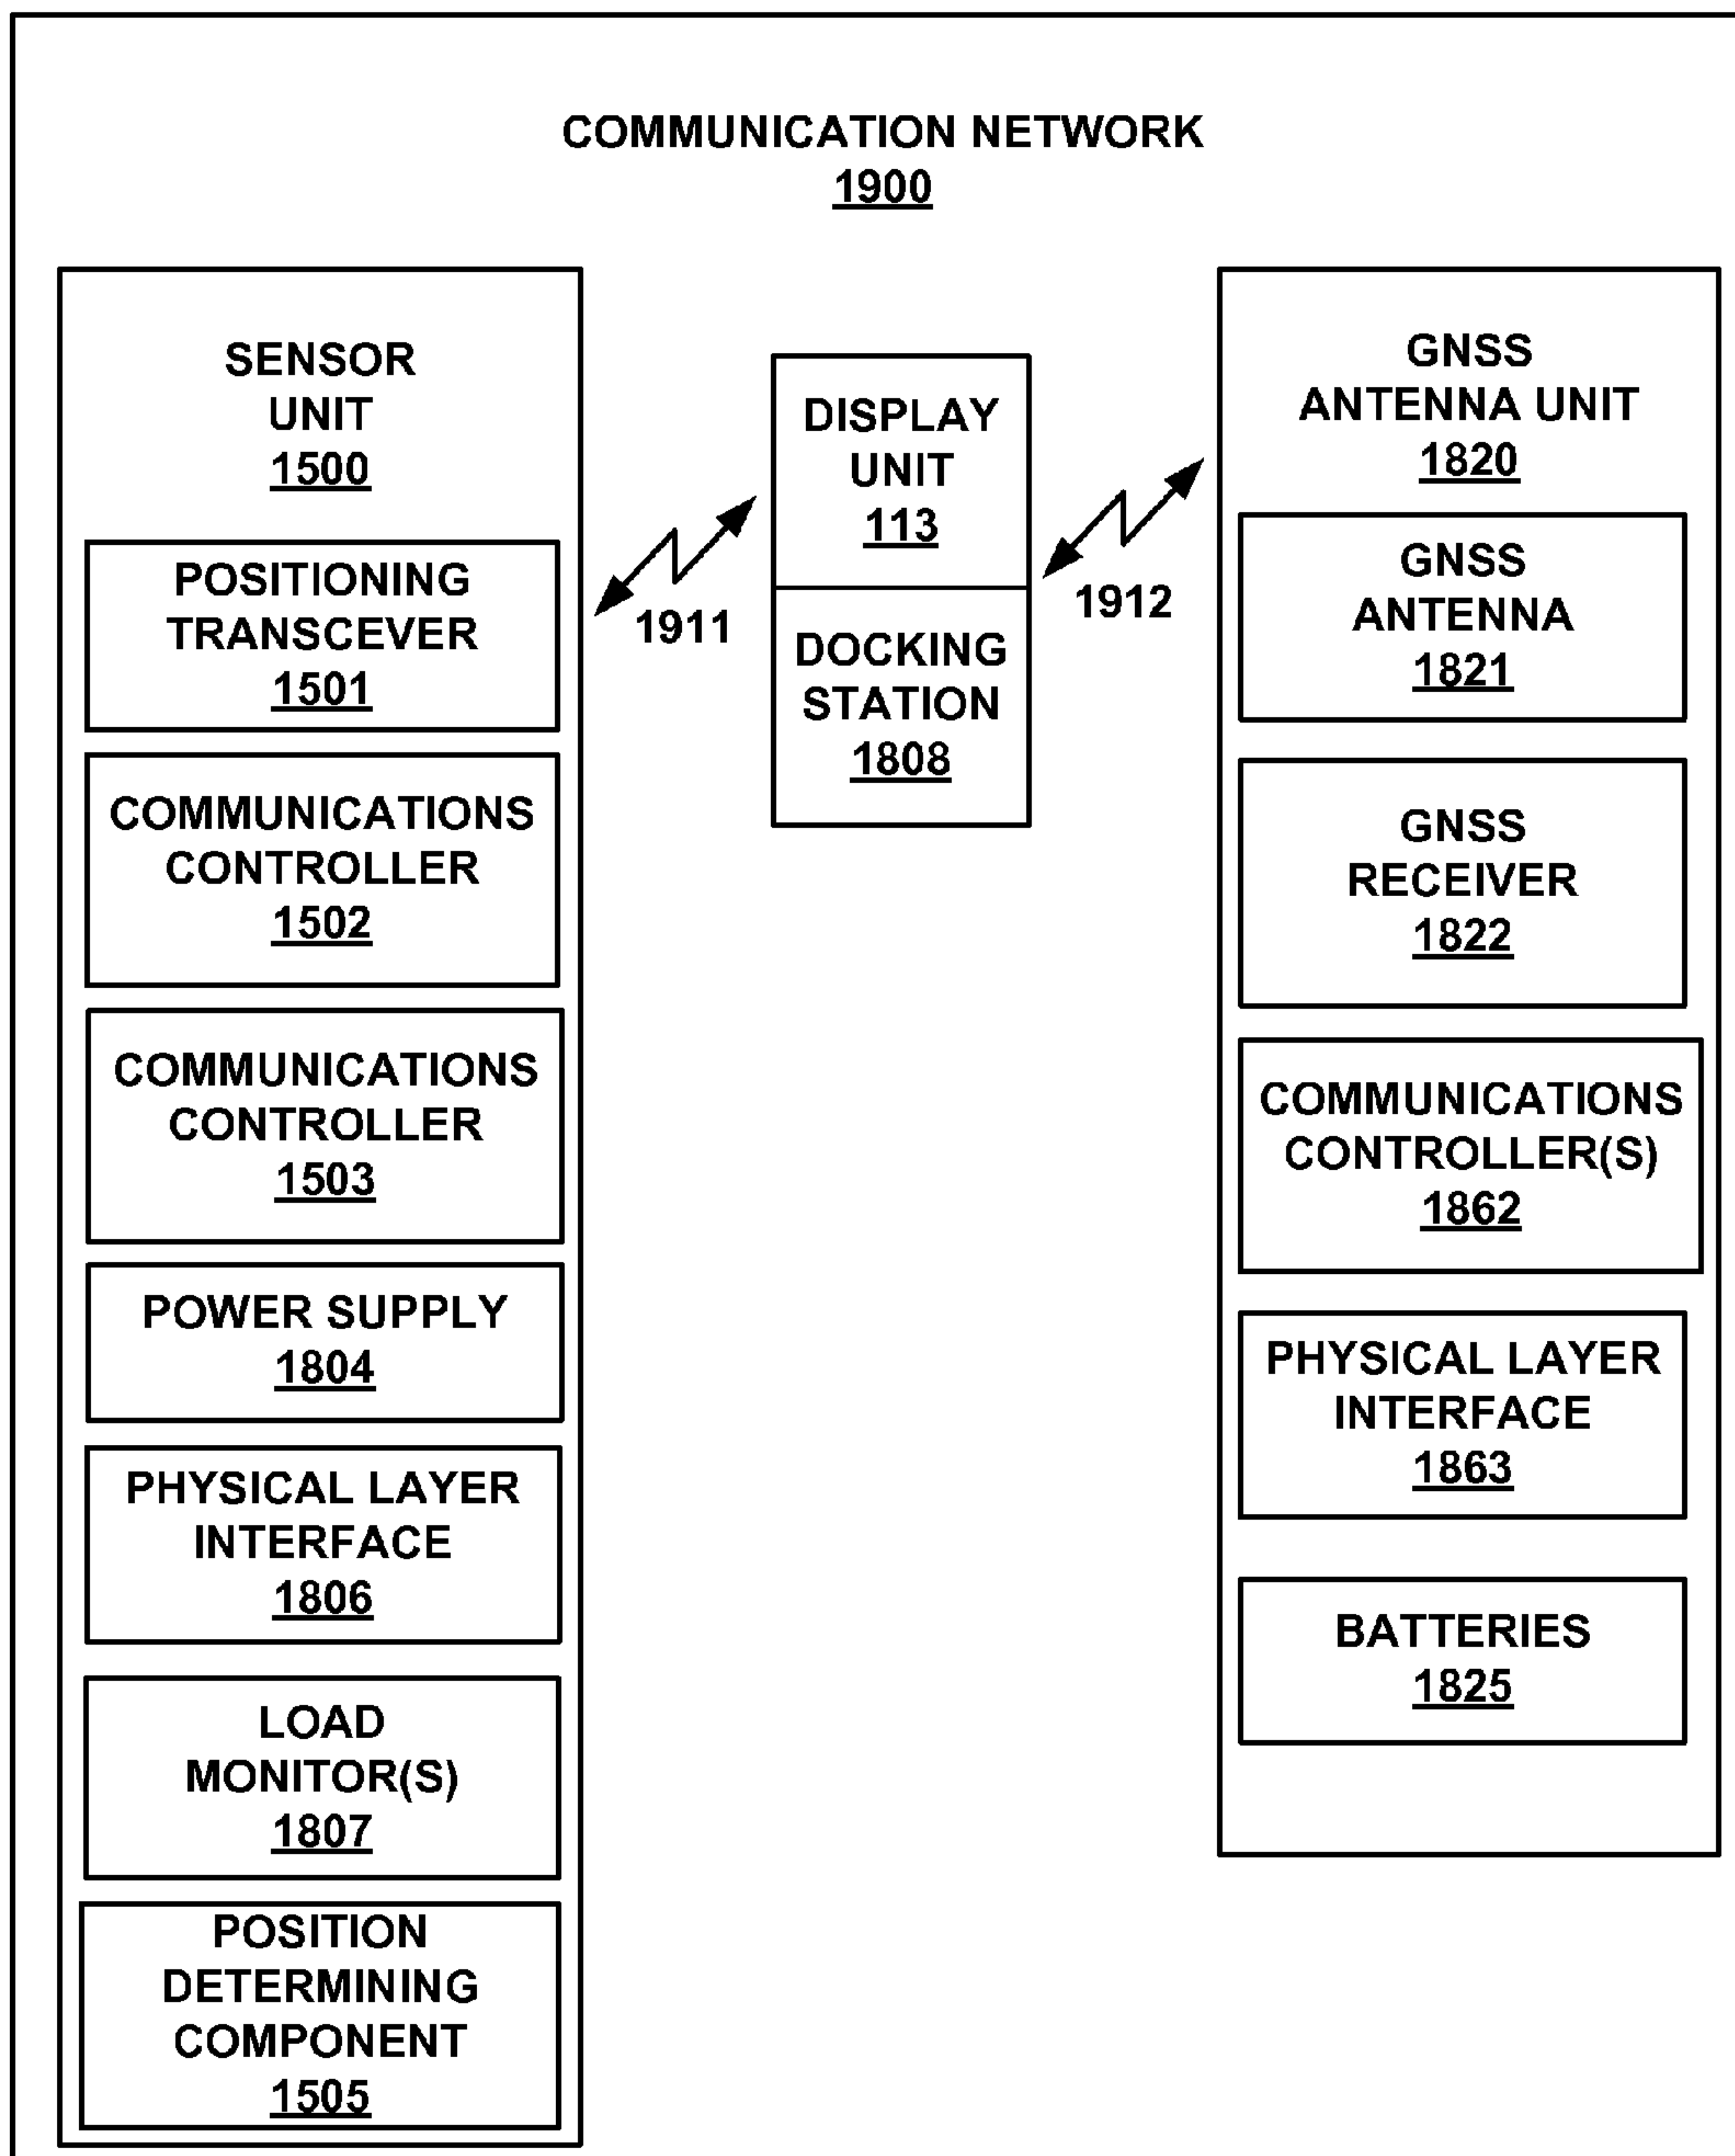 COMMUNICATION NETWORK
1900
SENSOR
UNIT
1500
POSITIONING
TRANSCEVER
1501
COMMUNICATIONS
CONTROLLER
1502
COMMUNICATIONS
CONTROLLER
1503
POWER SUPPLY
1804
PHYSICAL LAYER
INTERFACE
1806
LOAD
MONITOR(S)
1807
POSITION
DETERMINING
COMPONENT
1505
1911
DISPLAY
UNIT
113
DOCKING
STATION
1808
1912
GNSS
ANTENNA UNIT
1820
GNSS
ANTENNA
1821
GNSS
RECEIVER
1822
COMMUNICATIONS
CONTROLLER(S)
1862
PHYSICAL LAYER
INTERFACE
1863
BATTERIES
1825